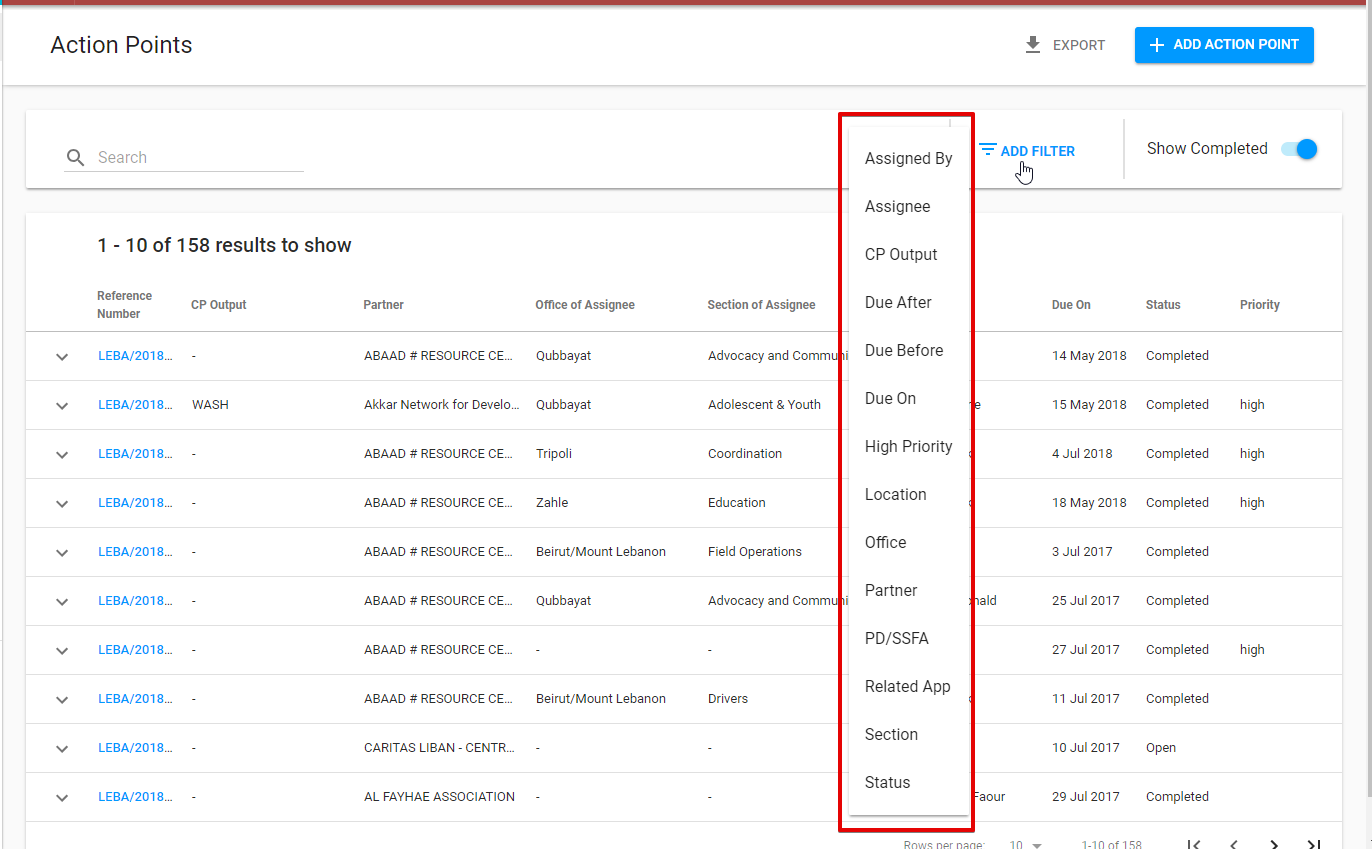 Action Points
EXPORT
ADD ACTION POINT
Search
ADD FILTER
Show Completed
Assigned By
Assignee
CP Output
Due After
Due Before
Due On
High Priority
Location
Office
Partner
PD/SSFA
Related App
Section
Status
1 - 10 of 158 results to show
Reference Number CP Output Partner Office of Assignee Section of Assignee Due On Status Priority
LEBA/2018... - ABAAD # RESOURCE CE... Qubbayat Advocacy and Communi 14 May 2018 Completed
LEBA/2018... WASH Akkar Network for Develo... Qubbayat Adolescent & Youth 15 May 2018 Completed high
LEBA/2018... - ABAAD # RESOURCE CE... Tripoli Coordination 4 Jul 2018 Completed high
LEBA/2018... - ABAAD # RESOURCE CE... Zahle Education 18 May 2018 Completed high
LEBA/2018... - ABAAD # RESOURCE CE... Beirut/Mount Lebanon Field Operations 3 Jul 2017 Completed
LEBA/2018... - ABAAD # RESOURCE CE... Qubbayat Advocacy and Communi nald 25 Jul 2017 Completed
LEBA/2018... - ABAAD # RESOURCE CE... - - 27 Jul 2017 Completed high
LEBA/2018... - ABAAD # RESOURCE CE... Beirut/Mount Lebanon Drivers 11 Jul 2017 Completed
LEBA/2018... - CARITAS LIBAN - CENTR... - - 10 Jul 2017 Open
LEBA/2018... - AL FAYHAE ASSOCIATION - - Faour 29 Jul 2017 Completed
Rows per page: 10 1-10 of 158